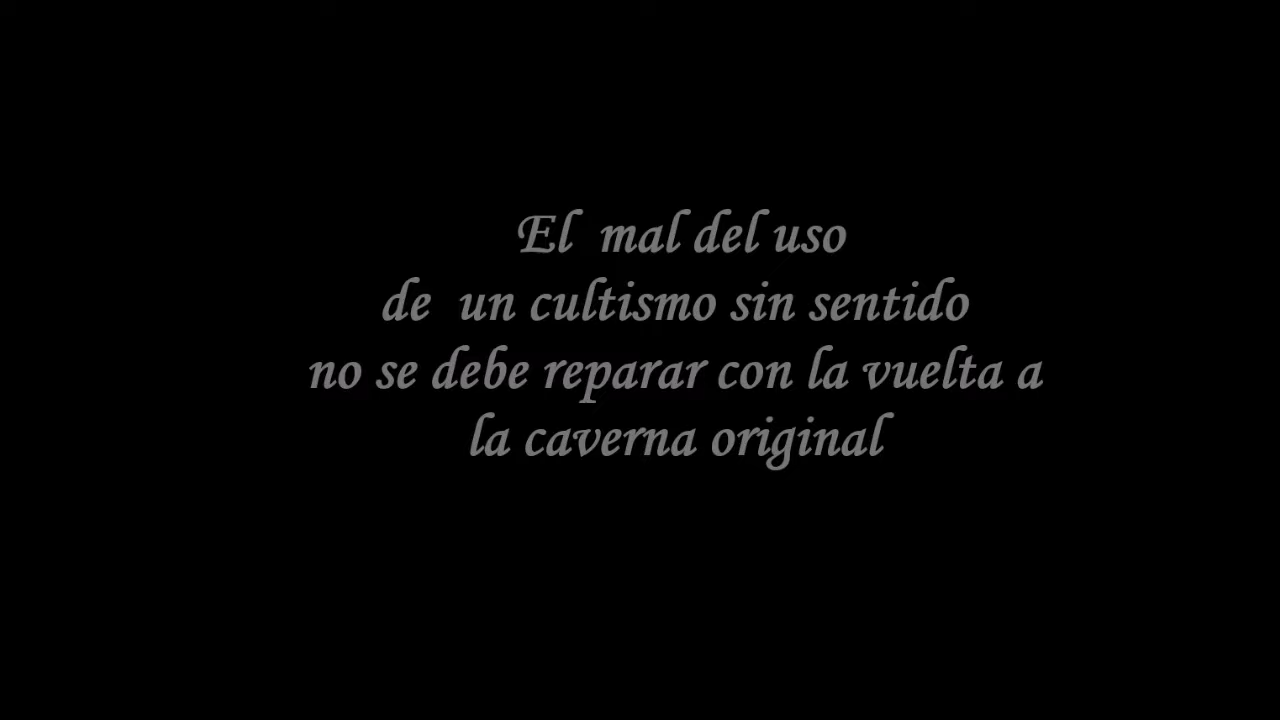 El mal del uso
de un cultismo sin sentido
no se debe reparar con la vuelta a
la caverna original